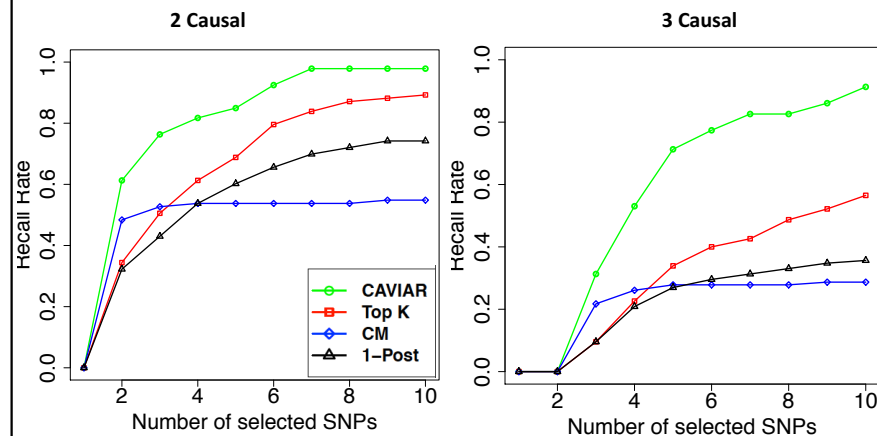 2 Causal
3 Causal
Recall Rate
0.0 0.2 0.4 0.6 0.8 1.0
CAVIAR
Top K
CM
1-Post
2 4 6 8 10
Number of selected SNPs
Recall Rate
0.0 0.2 0.4 0.6 0.8 1.0
2 4 6 8 10
Number of selected SNPs